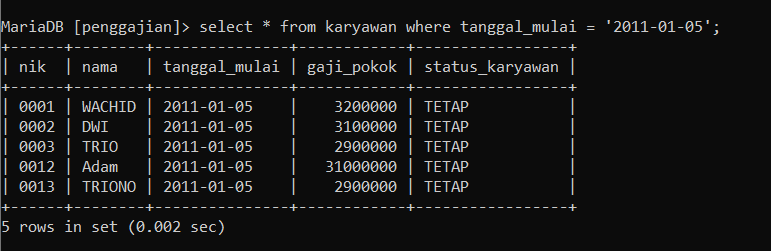 MariaDB [penggajian]> select * from karyawan where tanggal_mulai = '2011-01-05';
+------+--------+---------------+------------+-----------------+
| nik  | nama   | tanggal_mulai | gaji_pokok | status_karyawan |
+------+--------+---------------+------------+-----------------+
| 0001 | WACHID | 2011-01-05    |    3200000 | TETAP           |
| 0002 | DWI    | 2011-01-05    |    3100000 | TETAP           |
| 0003 | TRIO   | 2011-01-05    |    2900000 | TETAP           |
| 0012 | Adam   | 2011-01-05    |   31000000 | TETAP           |
| 0013 | TRIONO | 2011-01-05    |    2900000 | TETAP           |
+------+--------+---------------+------------+-----------------+
5 rows in set (0.002 sec)